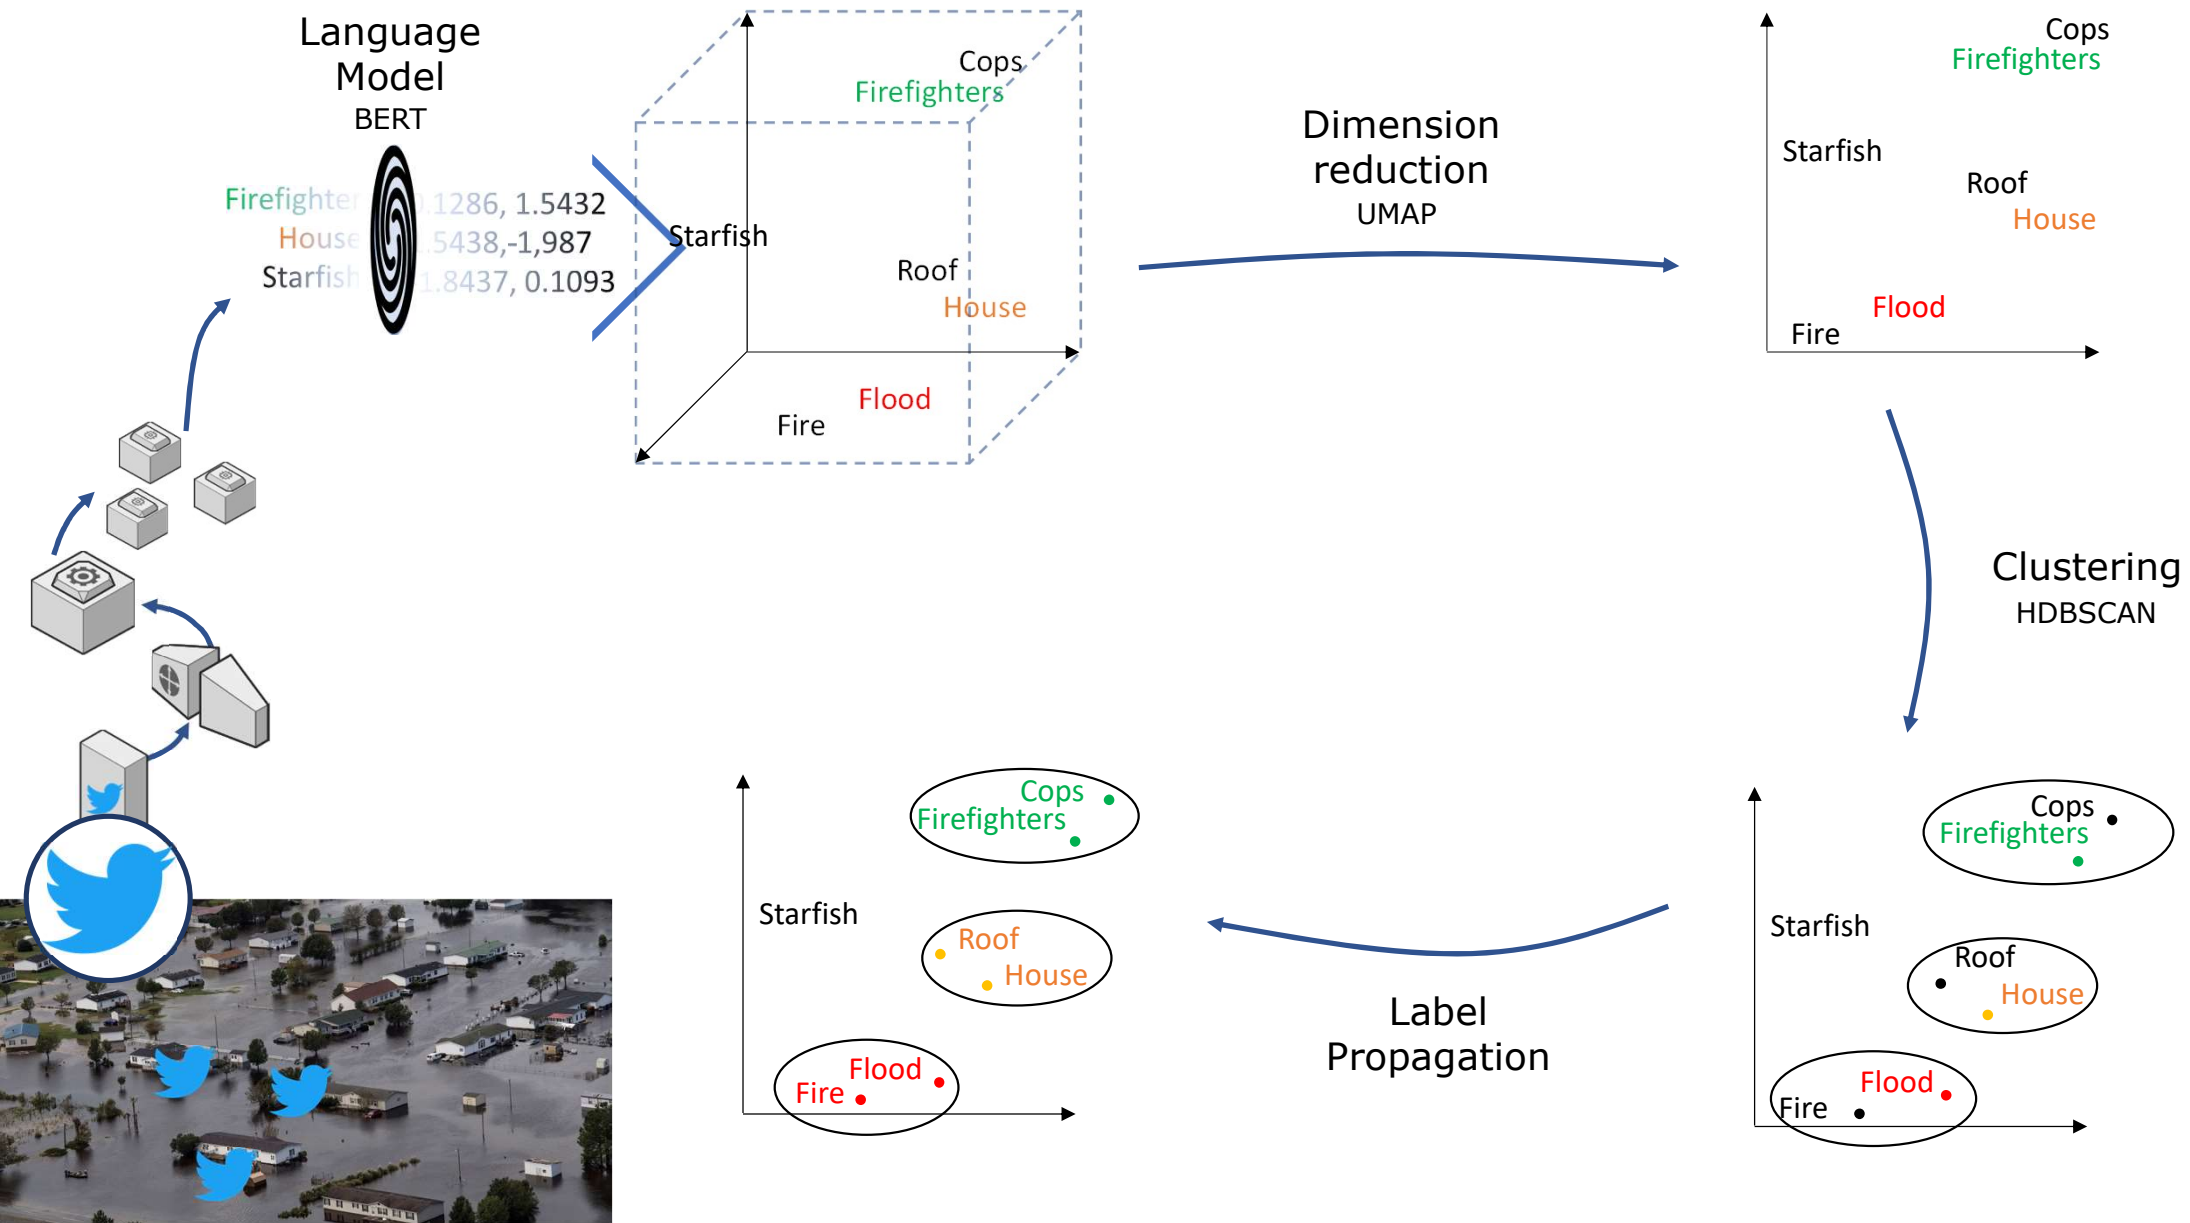 Language
Model
BERT
Firefighter
0.1286, 1.5432
House
.5438,-1,987
Starfish
1.8437, 0.1093
Cops
Firefighters
Starfish
Roof
House
Flood
Fire
Dimension
reduction
UMAP
Cops
Firefighters
Starfish
Roof
House
Flood
Fire
Clustering
HDBSCAN
Cops
Firefighters
Starfish
Roof
House
Flood
Fire
Label
Propagation
Cops
Firefighters
Starfish
Roof
House
Flood
Fire